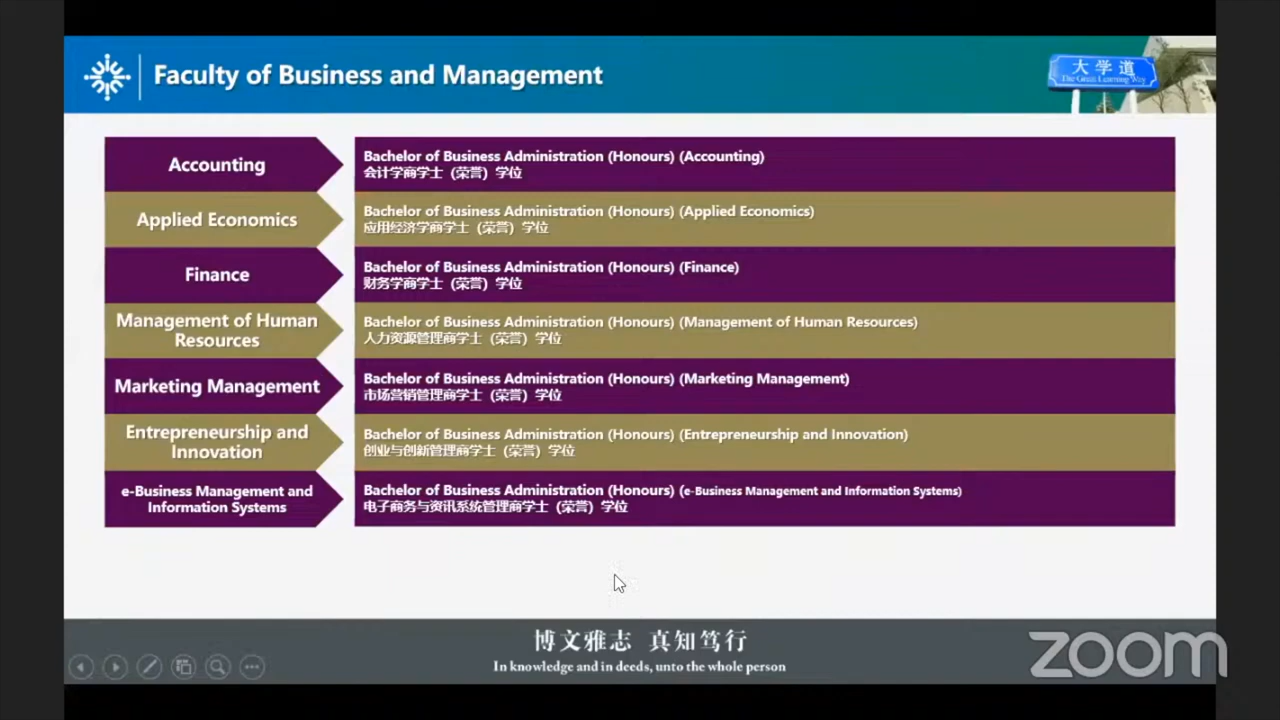 Faculty of Business and Management
大学道
The Great Learning Way
Accounting
Bachelor of Business Administration (Honours) (Accounting)
会计学商学士（荣誉）学位
Applied Economics
Bachelor of Business Administration (Honours) (Applied Economics)
应用经济学商学士（荣誉）学位
Finance
Bachelor of Business Administration (Honours) (Finance)
财务学商学士（荣誉）学位
Management of Human
Resources
Bachelor of Business Administration (Honours) (Management of Human Resources)
人力资源管理商学士（荣誉）学位
Marketing Management
Bachelor of Business Administration (Honours) (Marketing Management)
市场营销管理商学士（荣誉）学位
Entrepreneurship and
Innovation
Bachelor of Business Administration (Honours) (Entrepreneurship and Innovation)
创业与创新管理商学士（荣誉）学位
e-Business Management and
Information Systems
Bachelor of Business Administration (Honours) (e-Business Management and Information Systems)
电子商务与资讯系统管理商学士（荣誉）学位
博文雅志 真知笃行
In knowledge and in deeds, unto the whole person
zoom